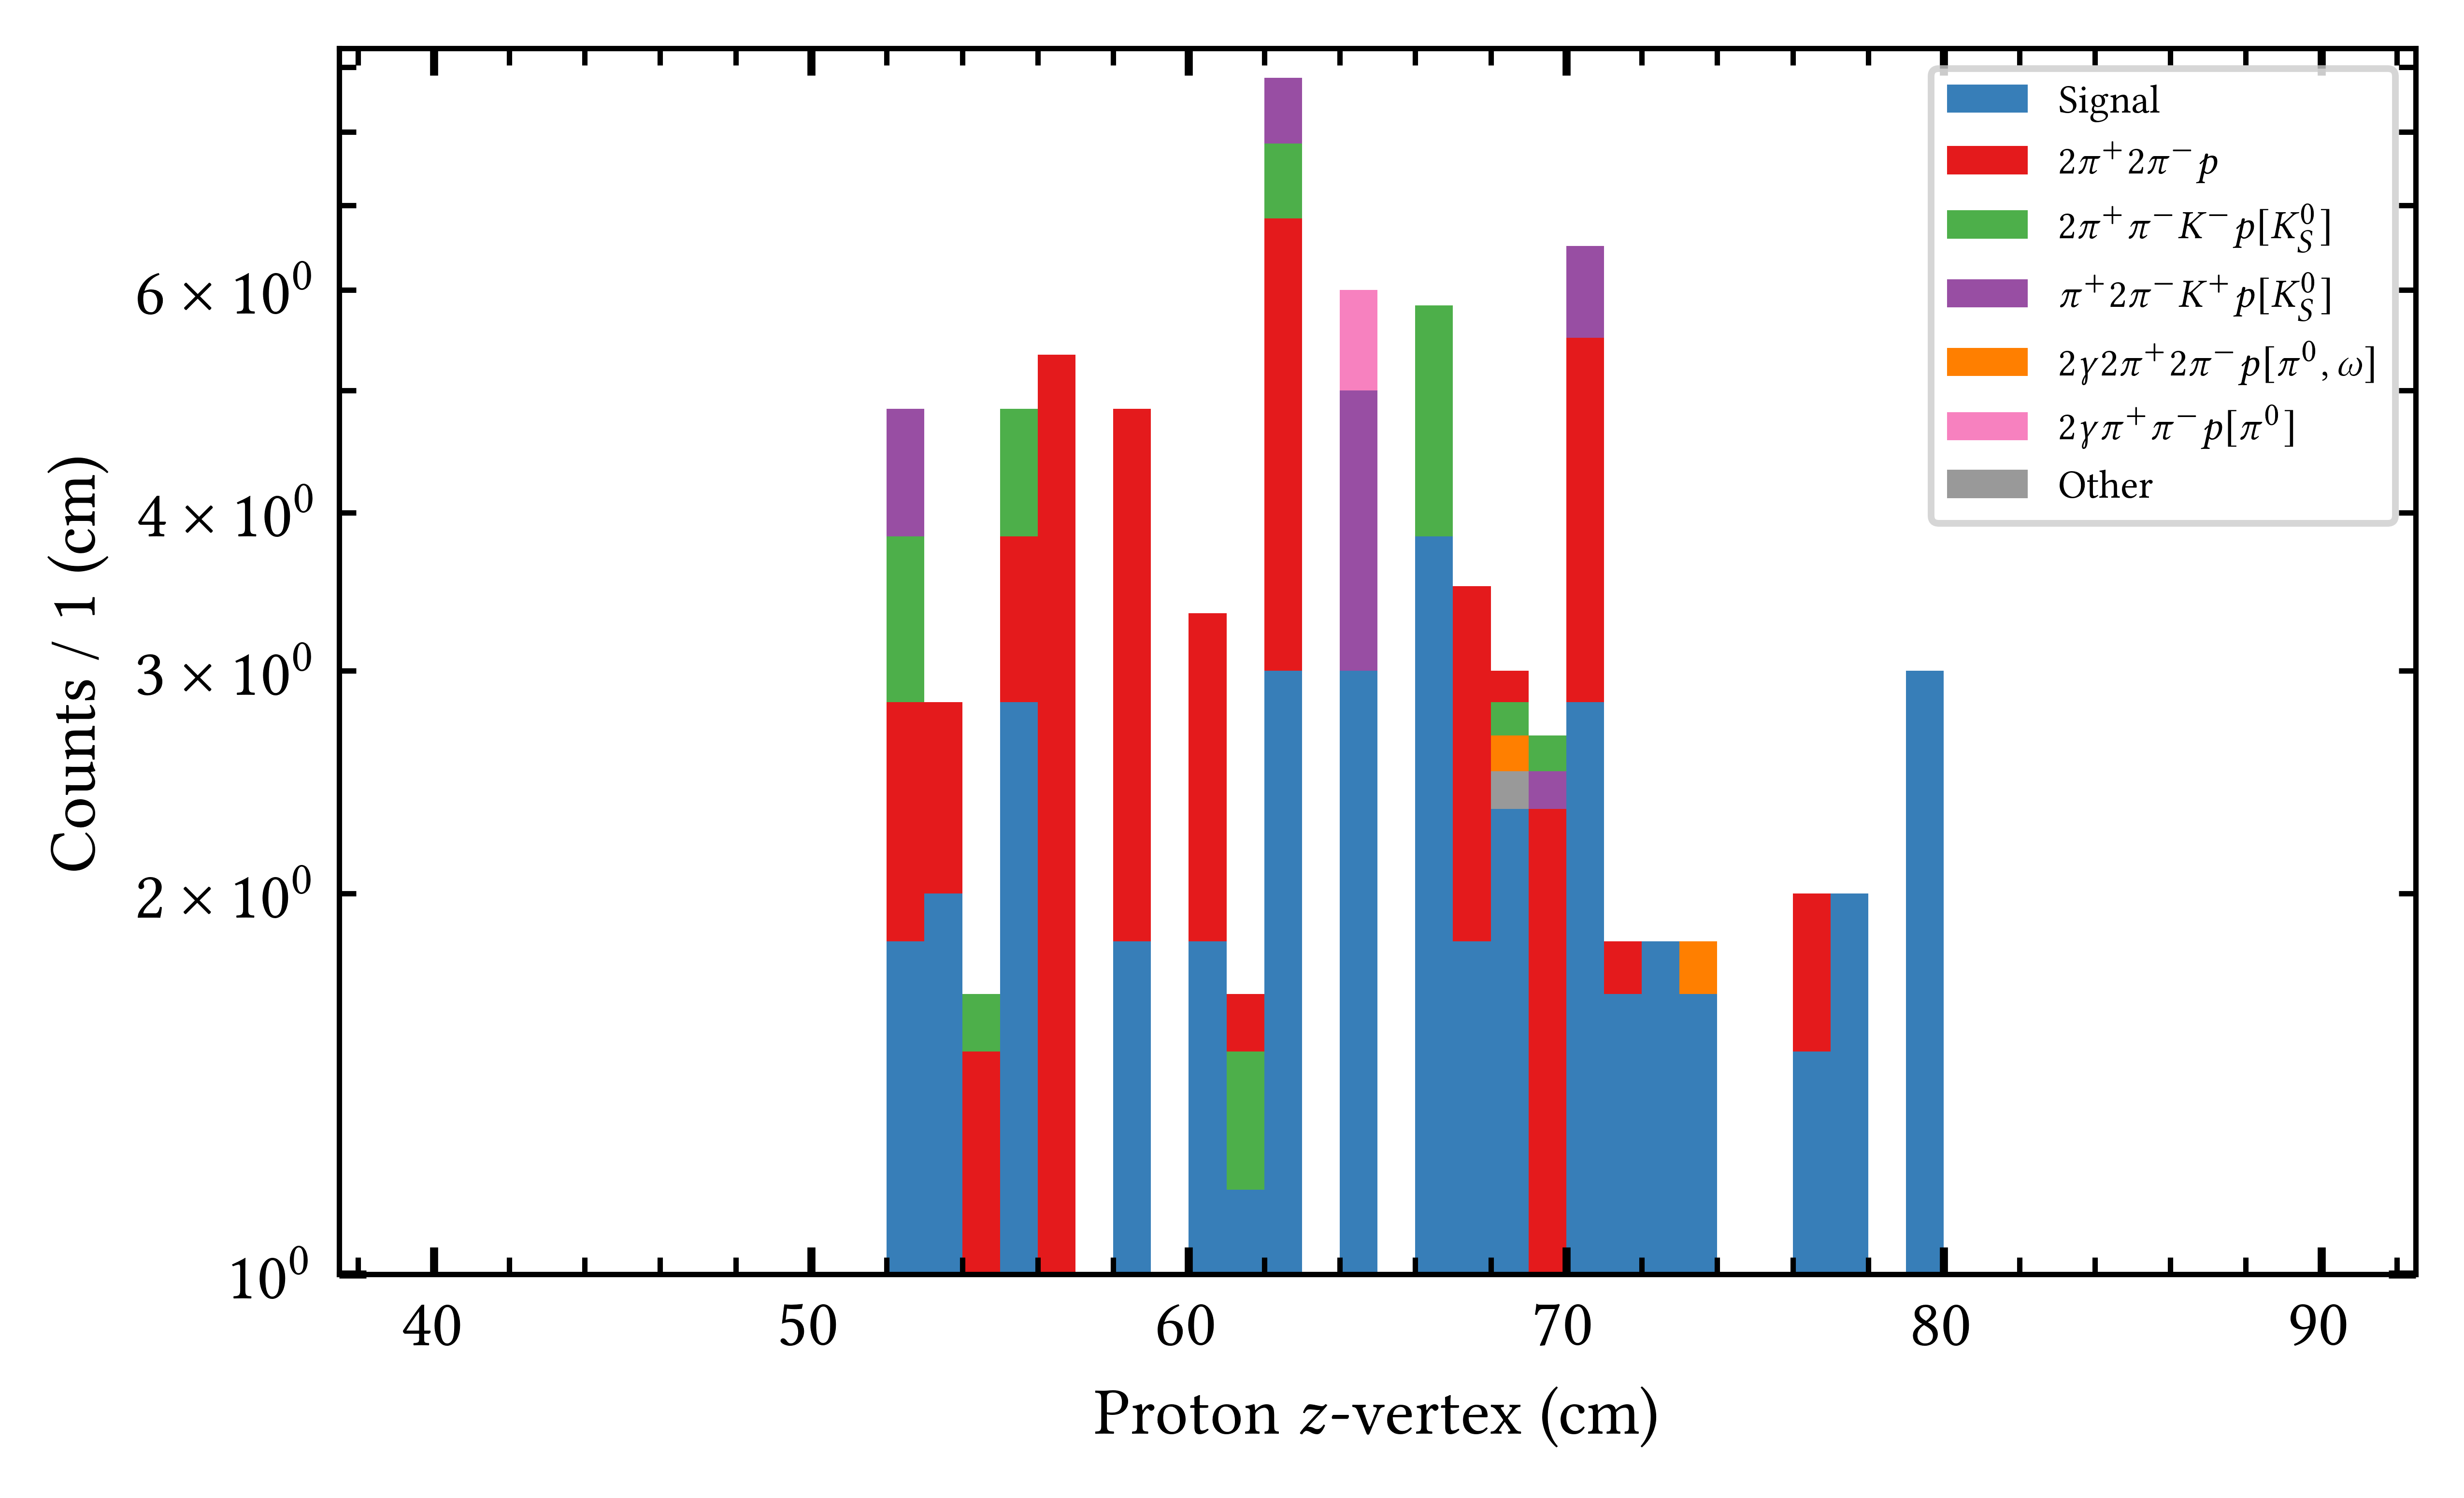 Counts / 1 (cm)
6 × 10⁰
4 × 10⁰
3 × 10⁰
2 × 10⁰
10⁰
Signal
2π⁺2π⁻p
2π⁺π⁻K⁻p[K⁰_S]
π⁺2π⁻K⁺p[K⁰_S]
2γ2π⁺2π⁻p[π⁰, ω]
2γπ⁺π⁻p[π⁰]
Other
40 50 60 70 80 90
Proton z-vertex (cm)